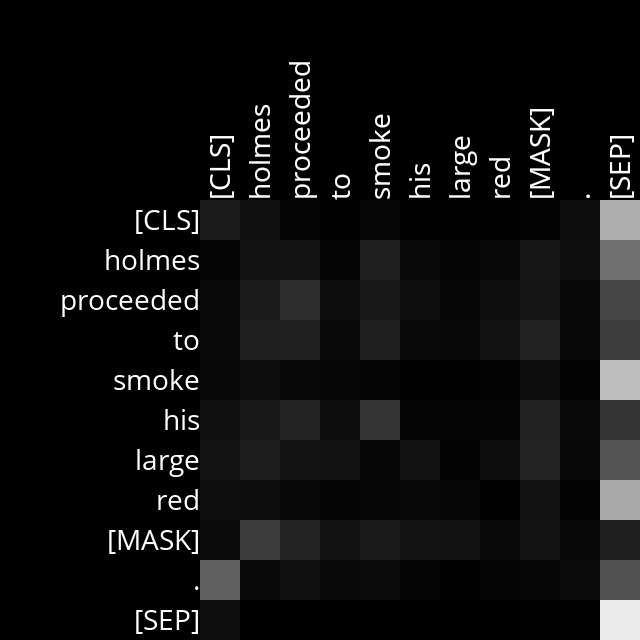 [CLS] holmes proceeded to smoke his large red [MASK] . [SEP]
[CLS]
holmes
proceeded
to
smoke
his
large
red
[MASK]
.
[SEP]